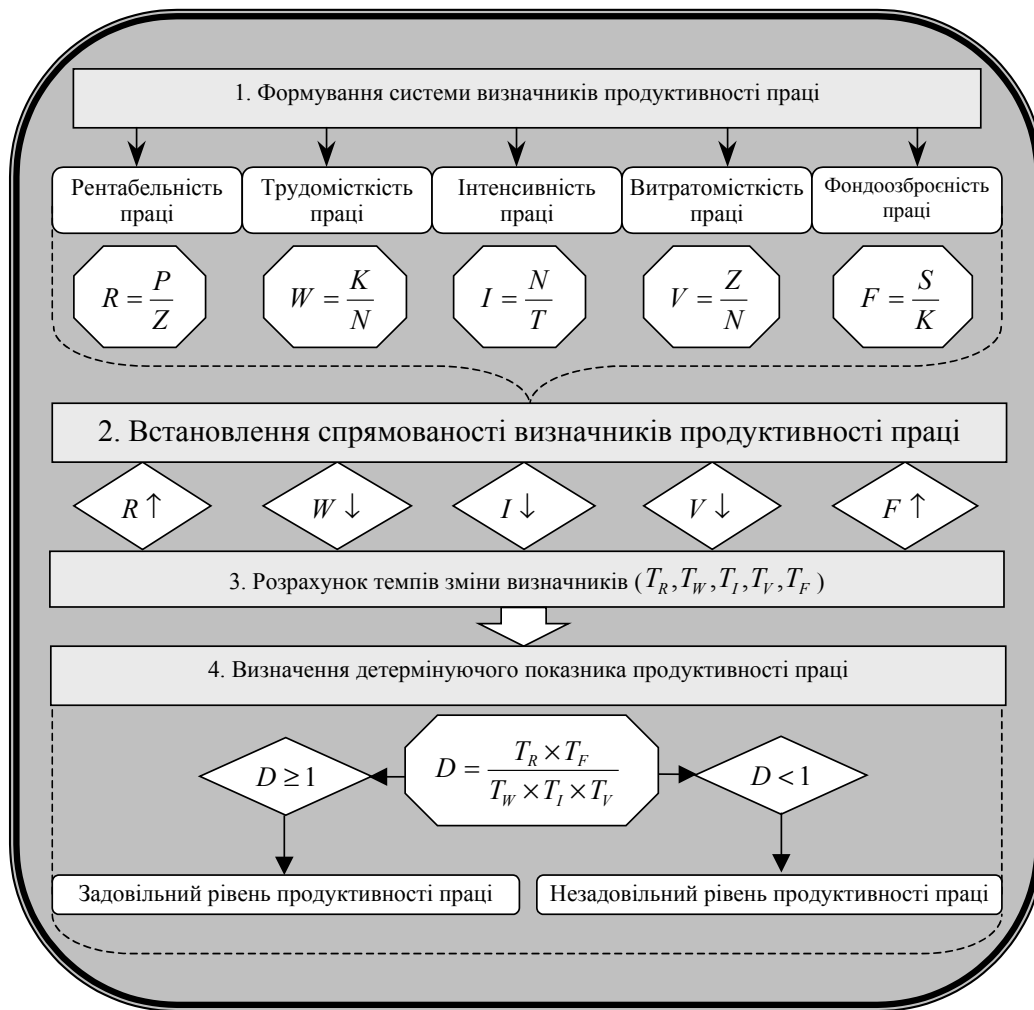 1. Формування системи визначників продуктивності праці
Рентабельність
праці
Трудомісткість
праці
Інтенсивність
праці
Витратомісткість
праці
Фондоозброєність
праці
R = P/Z
W = K/N
I = N/T
V = Z/N
F = S/K
2. Встановлення спрямованості визначників продуктивності праці
R ↑
W ↓
I ↓
V ↓
F ↑
3. Розрахунок темпів зміни визначників (T_R, T_W, T_I, T_V, T_F)
4. Визначення детермінуючого показника продуктивності праці
D ≥ 1
D = (T_R × T_F)/(T_W × T_I × T_V)
D < 1
Задовільний рівень продуктивності праці
Незадовільний рівень продуктивності праці